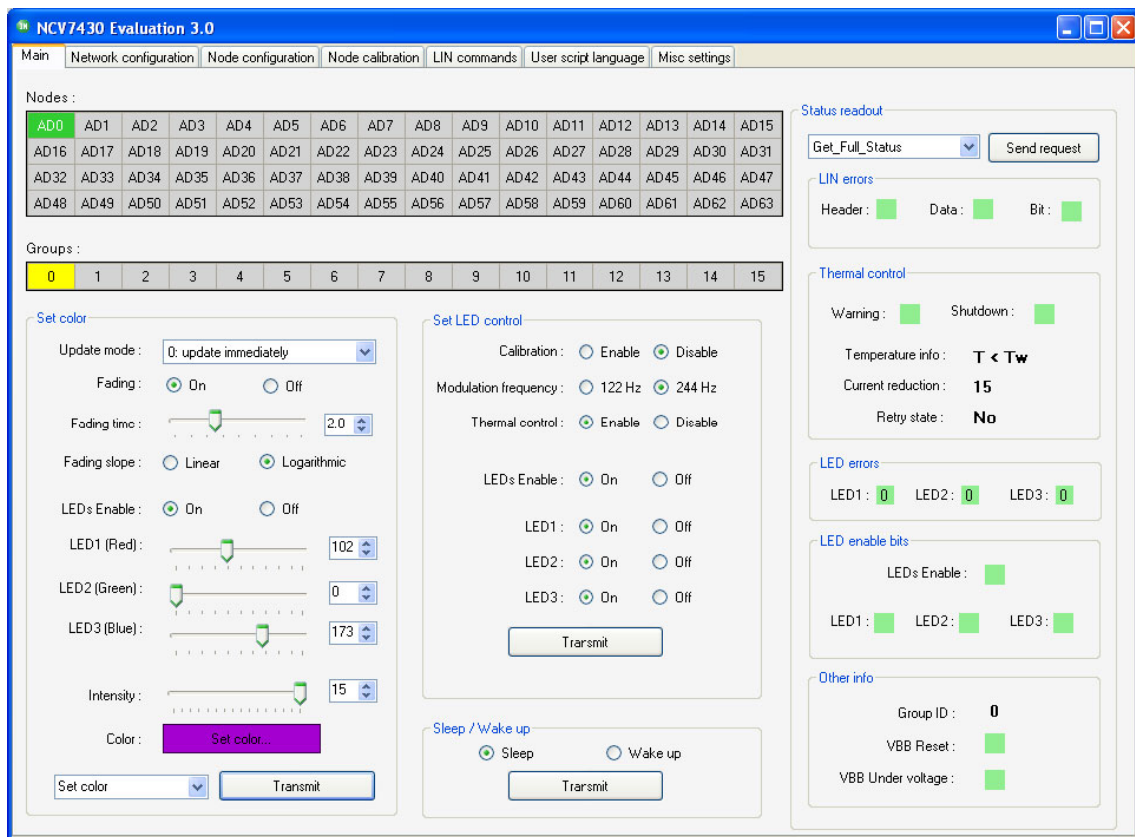 NCV7430 Evaluation 3.0
Main Network configuration Node configuration Node calibration LIN commands User script language Misc settings
Nodes :
AD0 AD1 AD2 AD3 AD4 AD5 AD6 AD7 AD8 AD9 AD10 AD11 AD12 AD13 AD14 AD15
AD16 AD17 AD18 AD19 AD20 AD21 AD22 AD23 AD24 AD25 AD26 AD27 AD28 AD29 AD30 AD31
AD32 AD33 AD34 AD35 AD36 AD37 AD38 AD39 AD40 AD41 AD42 AD43 AD44 AD45 AD46 AD47
AD48 AD49 AD50 AD51 AD52 AD53 AD54 AD55 AD56 AD57 AD58 AD59 AD60 AD61 AD62 AD63
Groups :
0 1 2 3 4 5 6 7 8 9 10 11 12 13 14 15
Set color
Update mode : 0: update immediately
Fading : On Off
Fading time : 2.0
Fading slope : Linear Logarithmic
LEDs Enable : On Off
LED1 (Red) : 102
LED2 (Green) : 0
LED3 (Blue) : 173
Intensity : 15
Color : Set color...
Set color Transmit
Set LED control
Calibration : Enable Disable
Modulation frequency : 122 Hz 244 Hz
Thermal control : Enable Disable
LEDs Enable : On Off
LED1 : On Off
LED2 : On Off
LED3 : On Off
Transmit
Sleep / Wake up
Sleep Wake up
Transmit
Status readout
Get_Full_Status Send request
LIN errors
Header : Data : Bit :
Thermal control
Warning : Shutdown :
Temperature info : T < Tw
Current reduction : 15
Retry state : No
LED errors
LED1 : 0 LED2 : 0 LED3 : 0
LED enable bits
LEDs Enable :
LED1 : LED2 : LED3 :
Other info
Group ID : 0
VBB Reset :
VBB Under voltage :